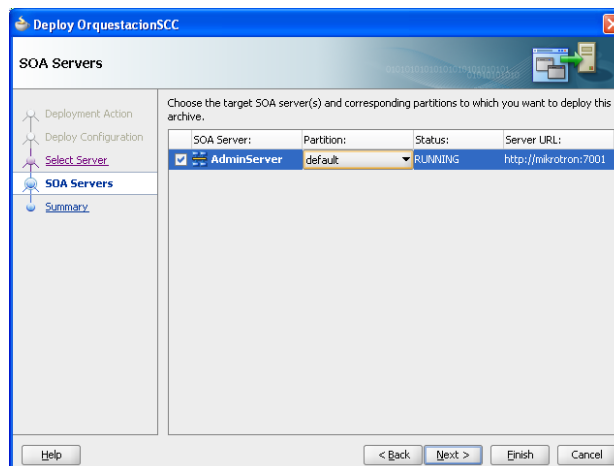 Deploy OrquestacionSCC
SOA Servers
Deployment Action
Deploy Configuration
Select Server
SOA Servers
Summary
Choose the target SOA server(s) and corresponding partitions to which you want to deploy this
archive.
SOA Server: Partition: Status: Server URL:
AdminServer default RUNNING http://mikrotron:7001
Help < Back Next > Finish Cancel